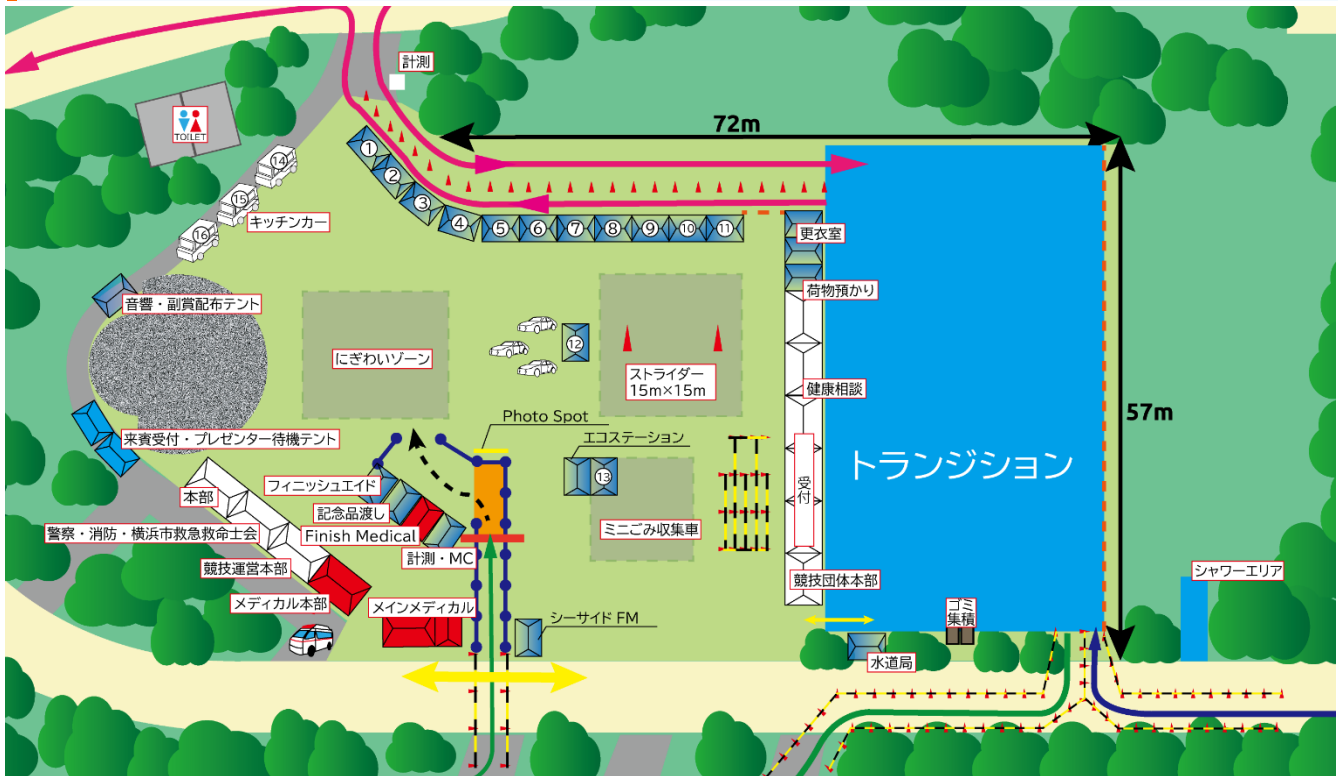 計測
72m
TOILET
①
②
③
④
⑤
⑥
⑦
⑧
⑨
⑩
⑪
⑭
⑮
⑯
キッチンカー
更衣室
荷物預かり
音響・副賞配布テント
にぎわいゾーン
⑫
ストライダー
15m×15m
健康相談
57m
Photo Spot
来賓受付・プレゼンター待機テント
エコステーション
⑬
受付
トランジション
フィニッシュエイド
本部
記念品渡し
ミニごみ収集車
警察・消防・横浜市救急救命士会
Finish Medical
計測・MC
競技運営本部
競技団体本部
シャワーエリア
メディカル本部
メインメディカル
シーサイド FM
ゴミ
集積
水道局